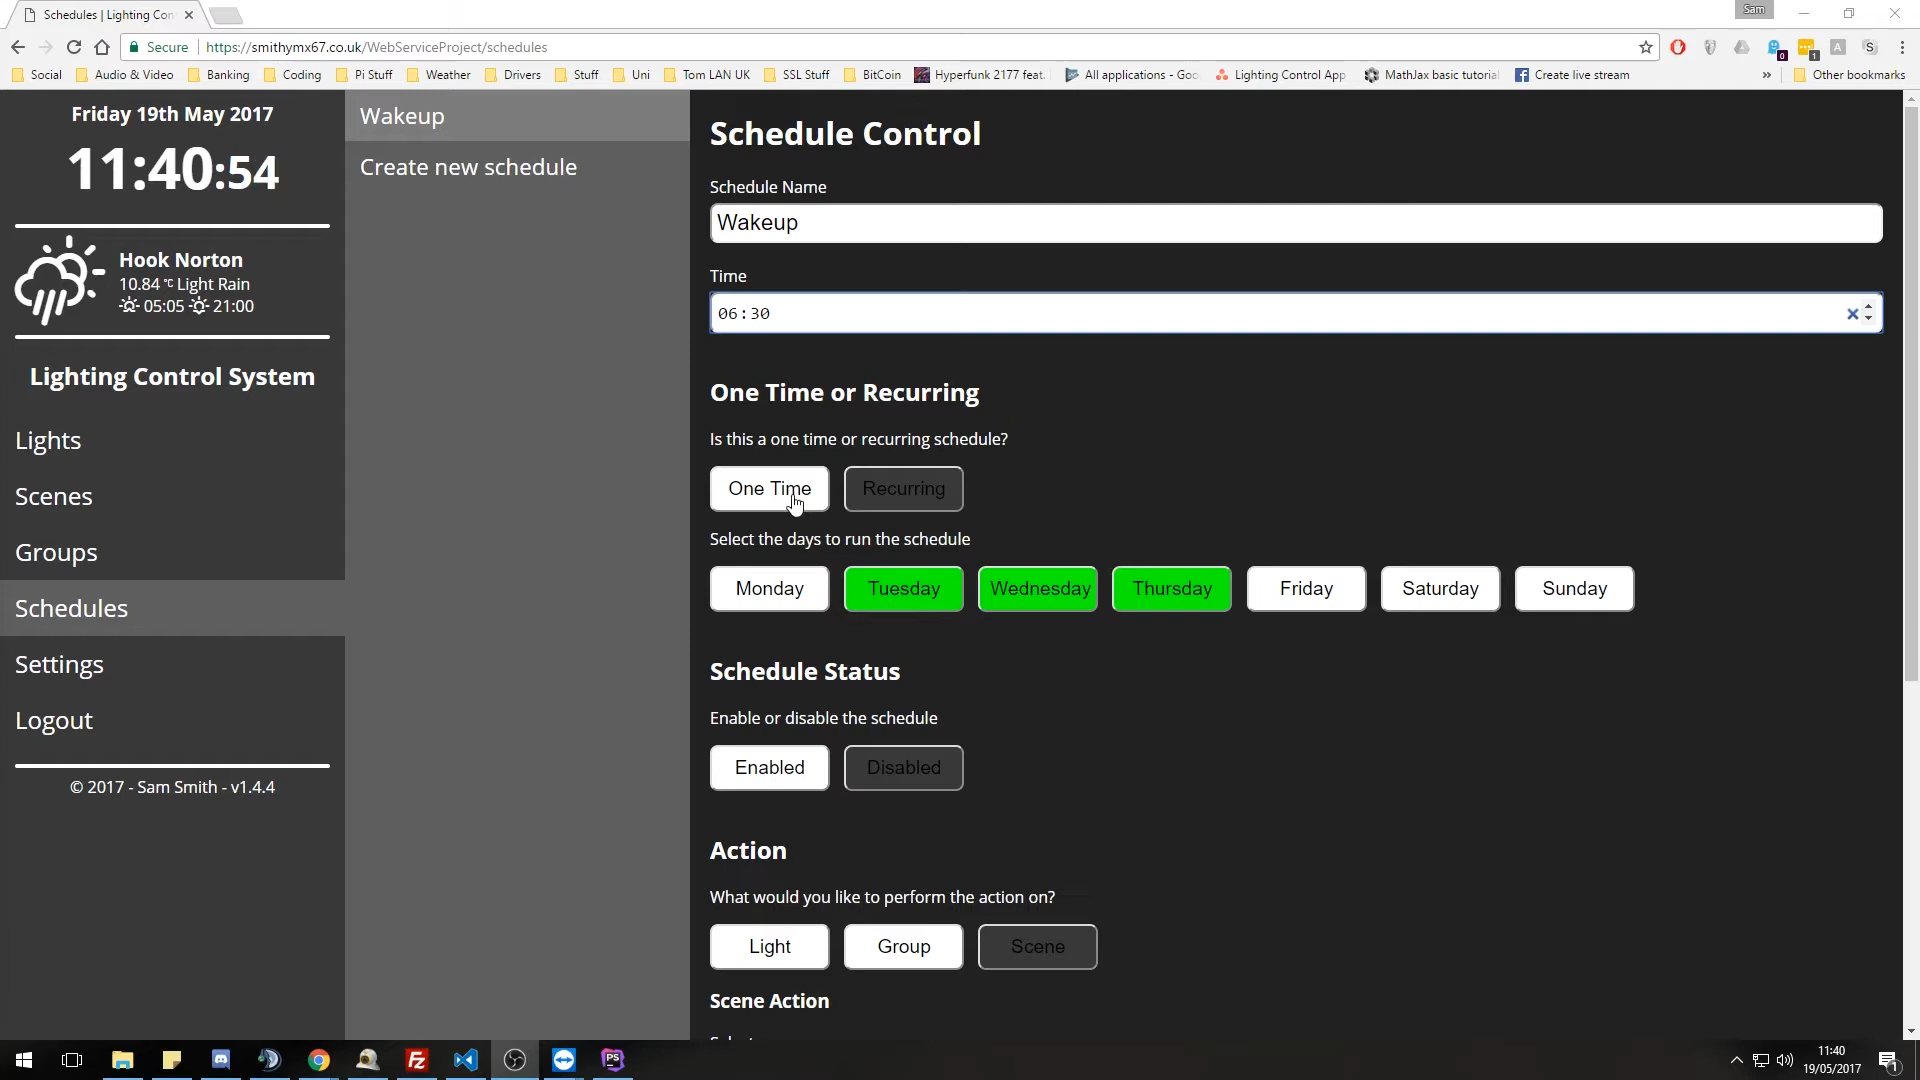 Schedules | Lighting Con
Sam
Secure
https://smithymx67.co.uk/WebServiceProject/schedules
Social
Audio & Video
Banking
Coding
Pi Stuff
Weather
Drivers
Stuff
Uni
Tom LAN UK
SSL Stuff
BitCoin
Hyperfunk 2177 feat.
All applications - Goo
Lighting Control App
MathJax basic tutorial
Create live stream
»
Other bookmarks
Friday 19th May 2017
11:40:54
Hook Norton
10.84 °C Light Rain
05:05 21:00
Lighting Control System
Lights
Scenes
Groups
Schedules
Settings
Logout
© 2017 - Sam Smith - v1.4.4
Wakeup
Create new schedule
Schedule Control
Schedule Name
Wakeup
Time
06:30
One Time or Recurring
Is this a one time or recurring schedule?
One Time
Recurring
Select the days to run the schedule
Monday
Tuesday
Wednesday
Thursday
Friday
Saturday
Sunday
Schedule Status
Enable or disable the schedule
Enabled
Disabled
Action
What would you like to perform the action on?
Light
Group
Scene
Scene Action
11:40
19/05/2017